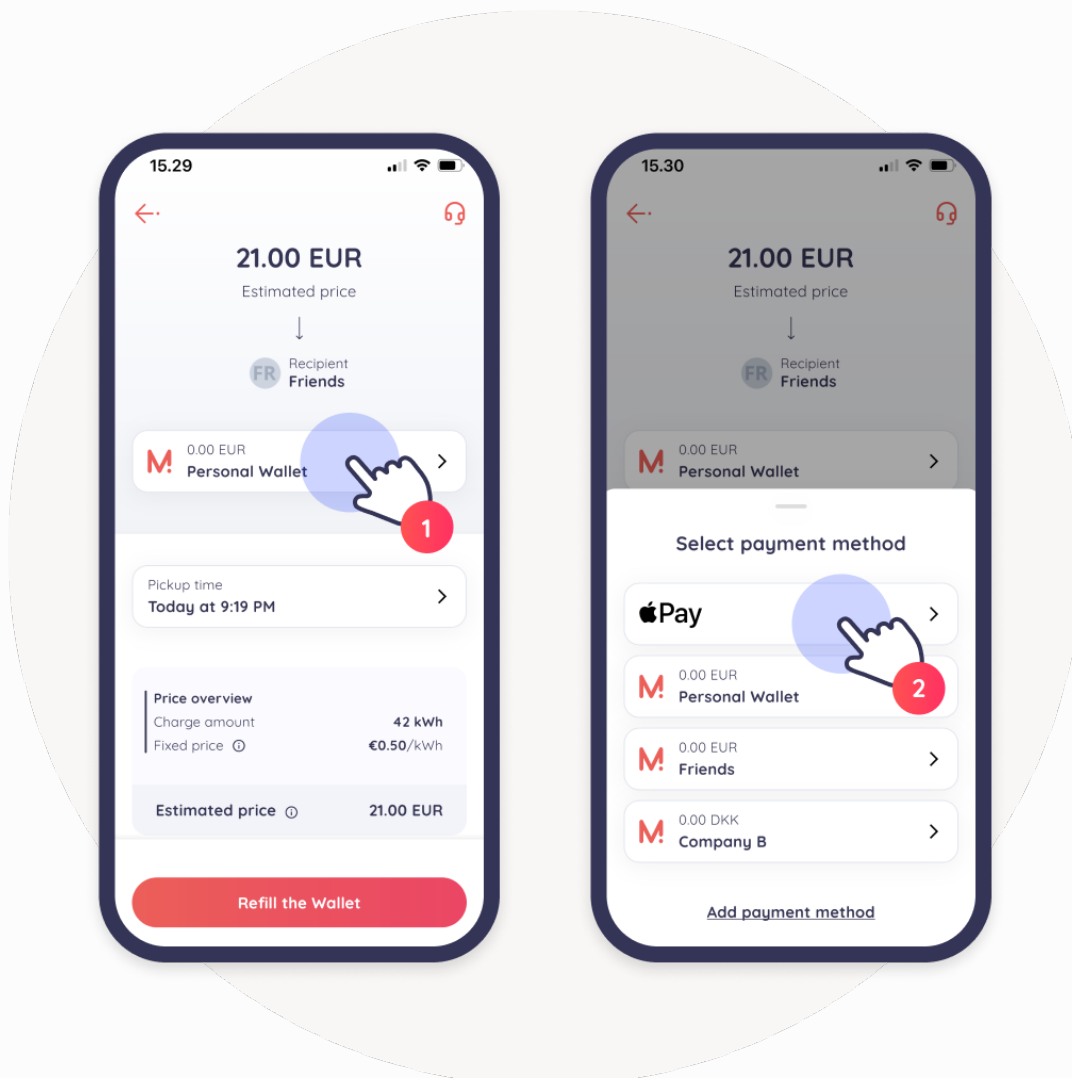 15.29
21.00 EUR
Estimated price
FR
Recipient
Friends
0.00 EUR
Personal Wallet
1
Pickup time
Today at 9:19 PM
Price overview
Charge amount 42 kWh
Fixed price €0.50/kWh
Estimated price 21.00 EUR
Refill the Wallet
15.30
21.00 EUR
Estimated price
FR
Recipient
Friends
0.00 EUR
Personal Wallet
Select payment method
Pay
0.00 EUR
Personal Wallet
2
0.00 EUR
Friends
0.00 DKK
Company B
Add payment method